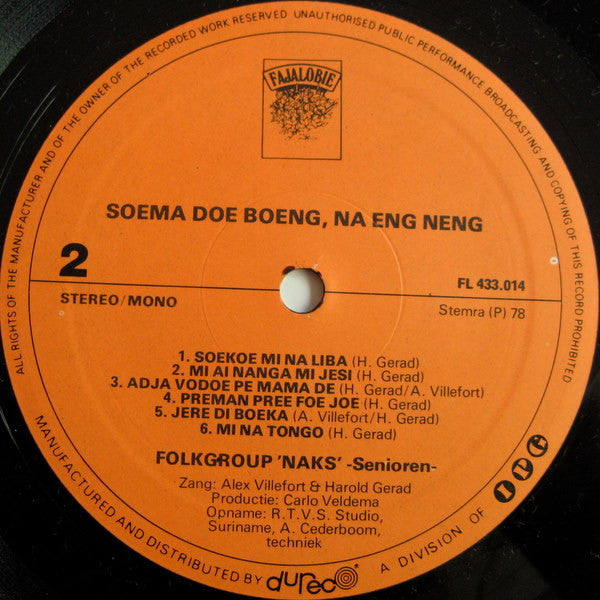 ALL RIGHTS OF THE MANUFACTURER AND OF THE OWNER OF THE RECORDED WORK RESERVED UNAUTHORISED PUBLIC PERFORMANCE BROADCASTING AND COPYING OF THIS RECORD PROHIBITED
FAJALOBIE
SOEMA DOE BOENG, NA ENG NENG
2
FL 433.014
STEREO/MONO
Stemra (P) 78
1. SOEKOE MI NA LIBA (H. Gerad)
2. MI AI NANGA MI JESI (H. Gerad)
3. ADJA VODOE PE MAMA DE (H. Gerad/A. Villefort)
4. PREMAN PREE FOE JOE (H. Gerad)
5. JERE DI BOEKA (A. Villefort/H. Gerad)
6. MI NA TONGO (H. Gerad)
FOLKGROUP 'NAKS' -Senioren-
Zang: Alex Villefort & Harold Gerad
Productie: Carlo Veldema
Opname: R.T.V.S. Studio,
Suriname, A. Cederboom,
techniek
MANUFACTURED AND DISTRIBUTED BY dureco A DIVISION OF